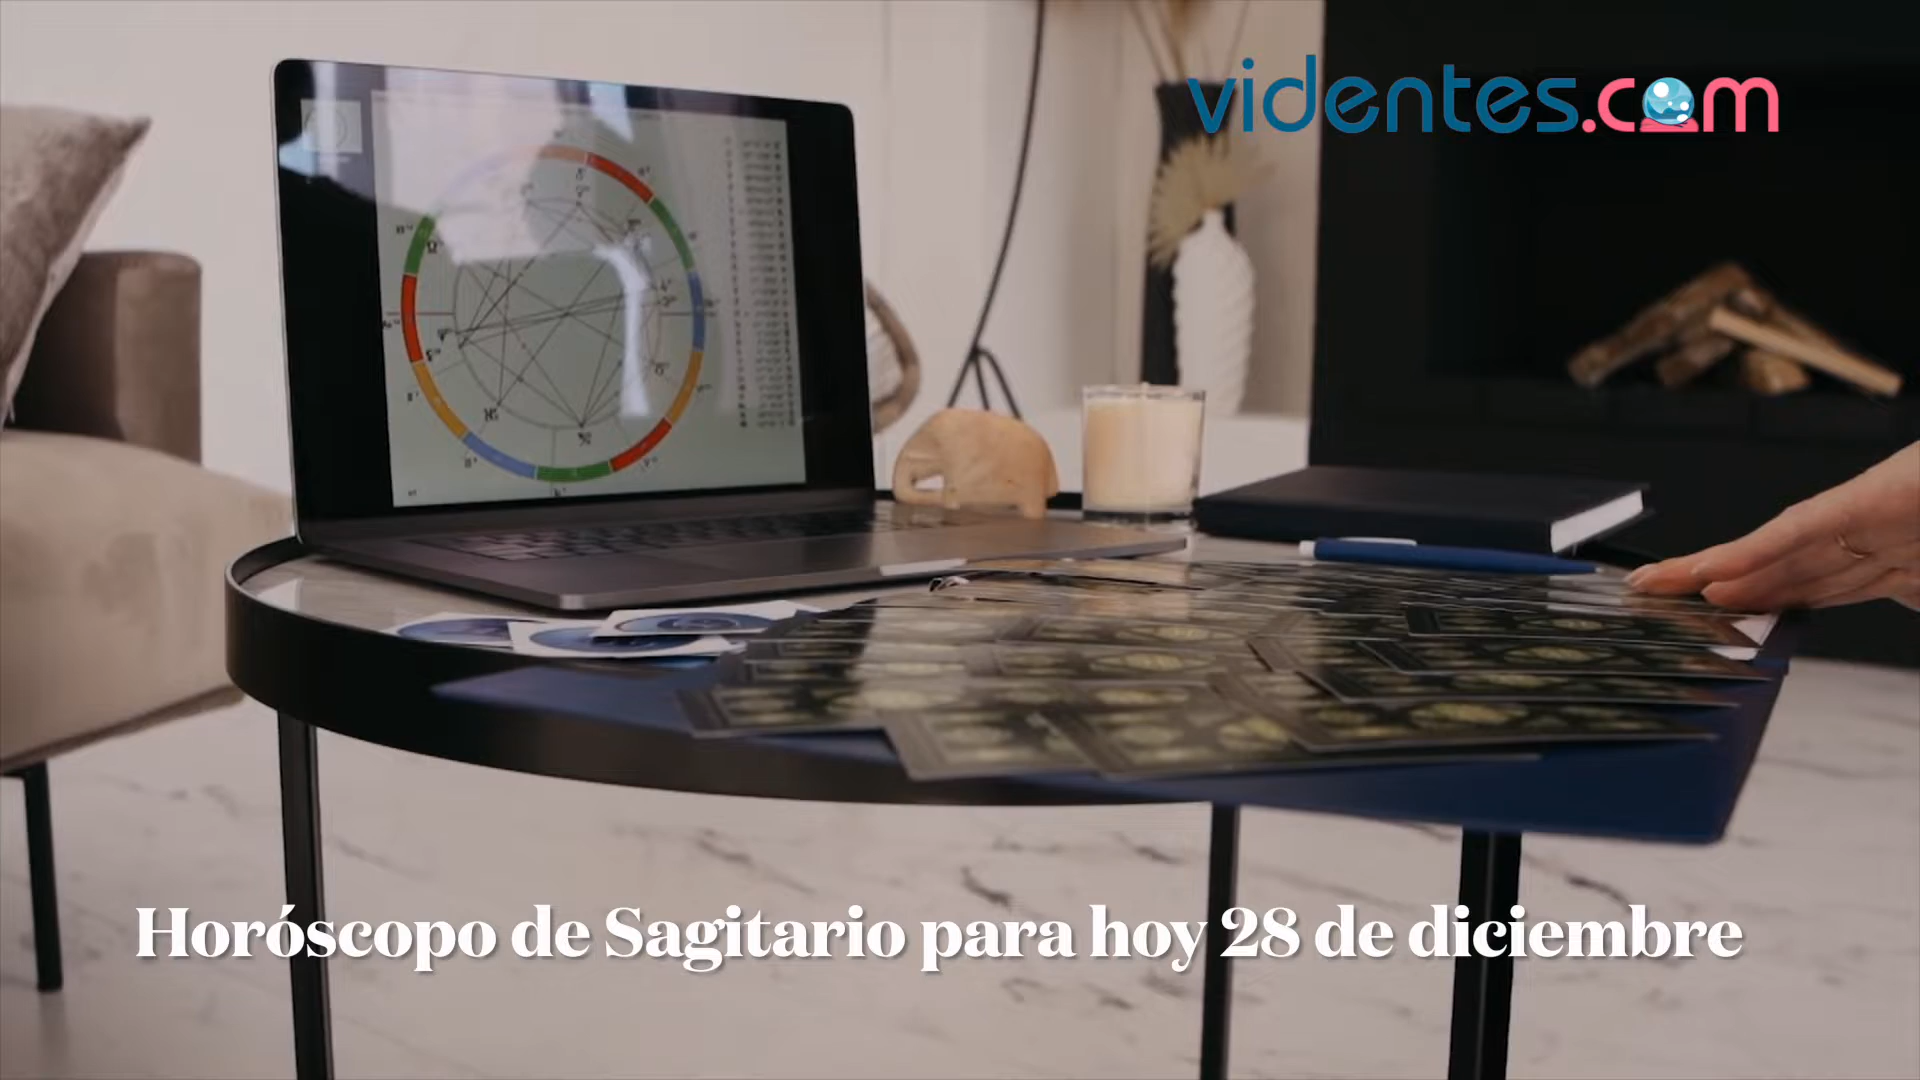 videntes.com
Horóscopo de Sagitario para hoy 28 de diciembre